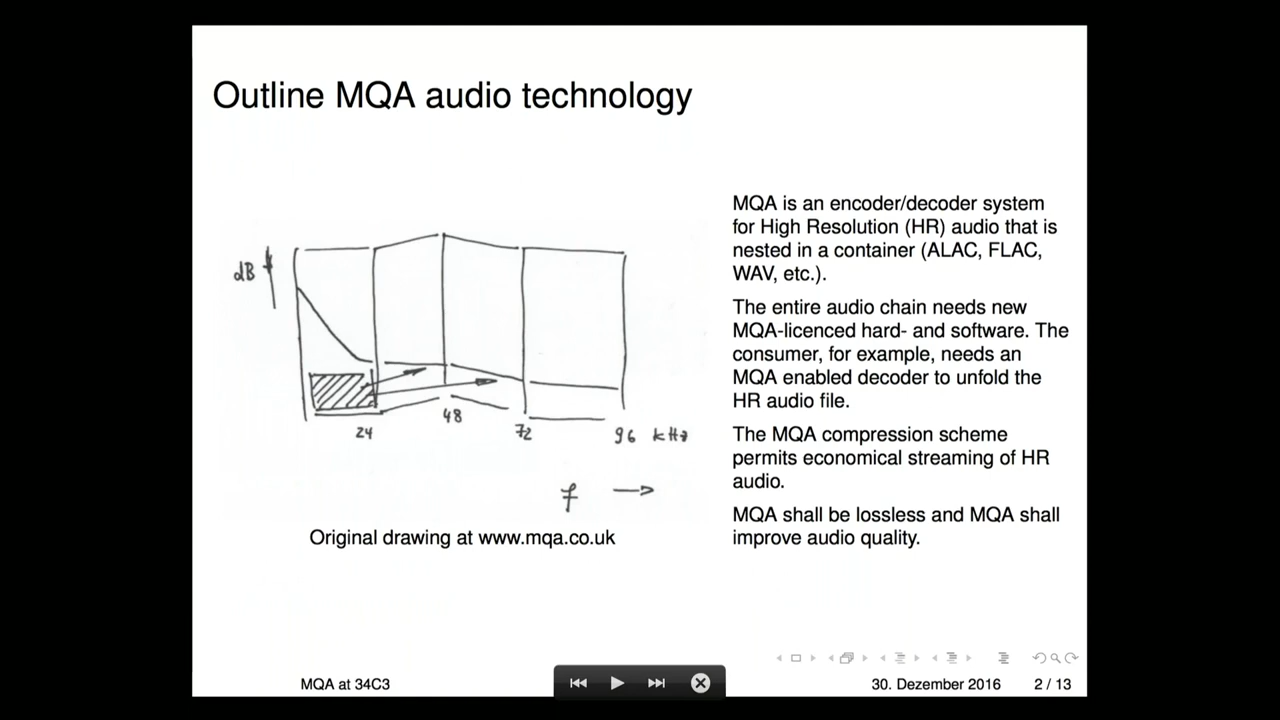 Outline MQA audio technology
dB
24
48
72
96 kHz
f
Original drawing at www.mqa.co.uk
MQA is an encoder/decoder system
for High Resolution (HR) audio that is
nested in a container (ALAC, FLAC,
WAV, etc.).
The entire audio chain needs new
MQA-licenced hard- and software. The
consumer, for example, needs an
MQA enabled decoder to unfold the
HR audio file.
The MQA compression scheme
permits economical streaming of HR
audio.
MQA shall be lossless and MQA shall
improve audio quality.
MQA at 34C3
30. Dezember 2016
2 / 13